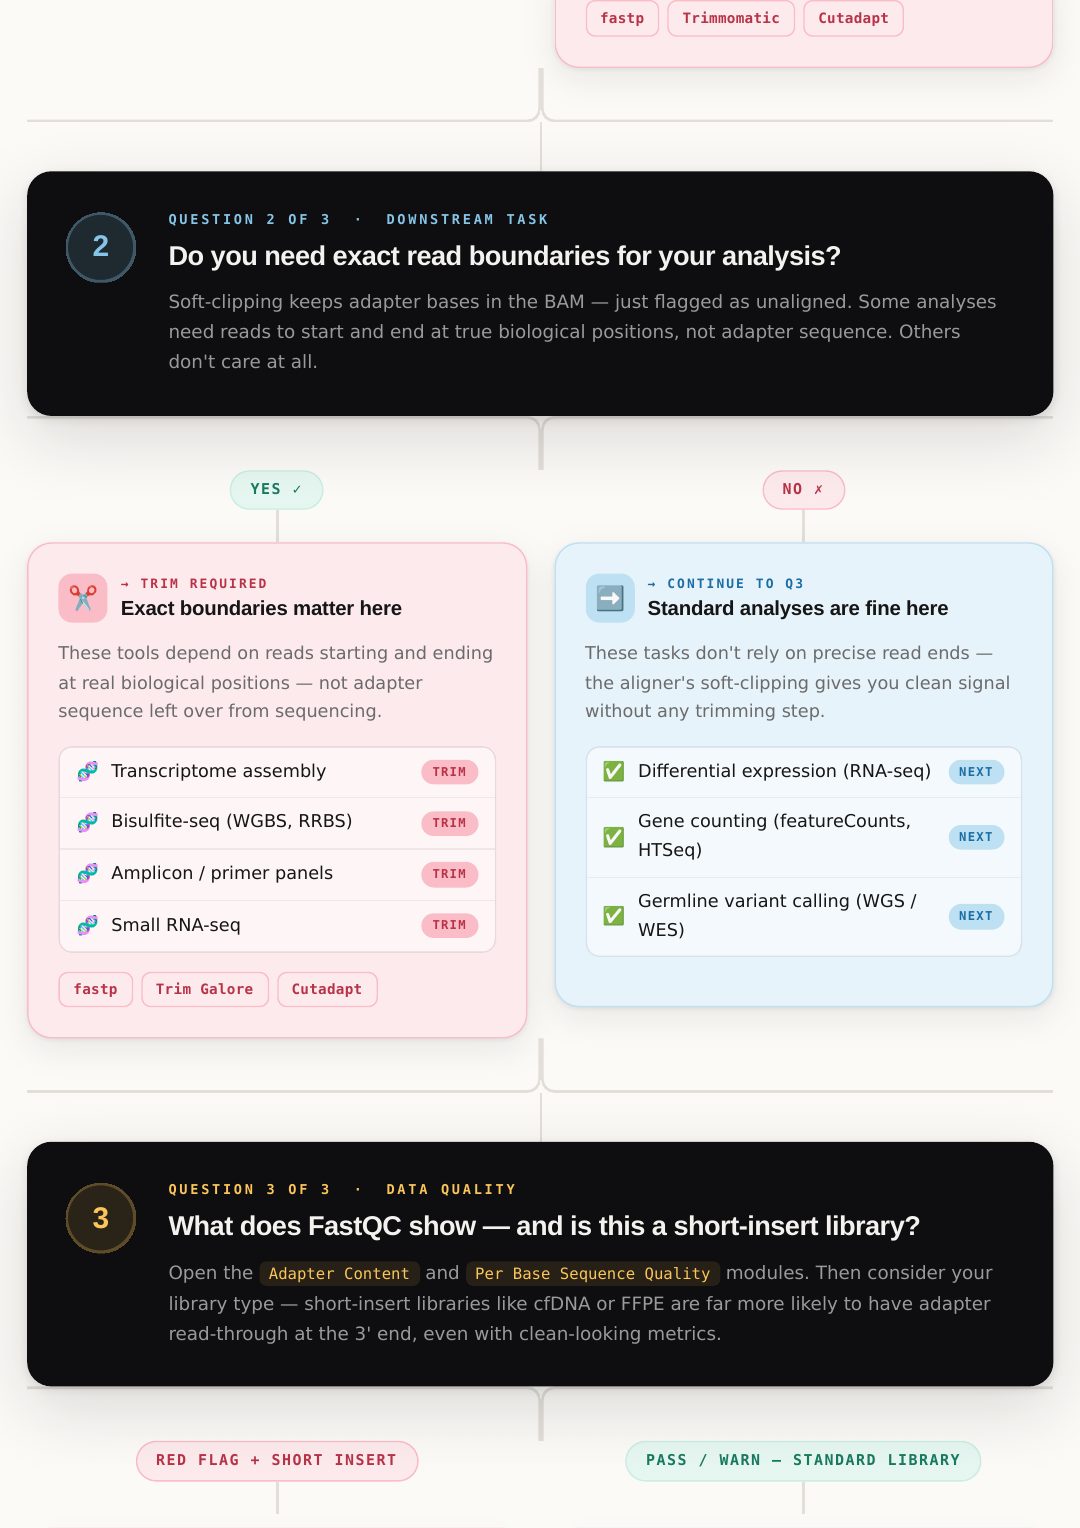 fastp Trimmomatic Cutadapt
2
QUESTION 2 OF 3 · DOWNSTREAM TASK
Do you need exact read boundaries for your analysis?
Soft-clipping keeps adapter bases in the BAM — just flagged as unaligned. Some analyses
need reads to start and end at true biological positions, not adapter sequence. Others
don't care at all.
YES ✓
→ TRIM REQUIRED
Exact boundaries matter here
These tools depend on reads starting and ending
at real biological positions — not adapter
sequence left over from sequencing.
Transcriptome assembly TRIM
Bisulfite-seq (WGBS, RRBS) TRIM
Amplicon / primer panels TRIM
Small RNA-seq TRIM
fastp Trim Galore Cutadapt
NO ✗
→ CONTINUE TO Q3
Standard analyses are fine here
These tasks don't rely on precise read ends —
the aligner's soft-clipping gives you clean signal
without any trimming step.
Differential expression (RNA-seq) NEXT
Gene counting (featureCounts,
HTSeq) NEXT
Germline variant calling (WGS /
WES) NEXT
3
QUESTION 3 OF 3 · DATA QUALITY
What does FastQC show — and is this a short-insert library?
Open the Adapter Content and Per Base Sequence Quality modules. Then consider your
library type — short-insert libraries like cfDNA or FFPE are far more likely to have adapter
read-through at the 3' end, even with clean-looking metrics.
RED FLAG + SHORT INSERT
PASS / WARN — STANDARD LIBRARY